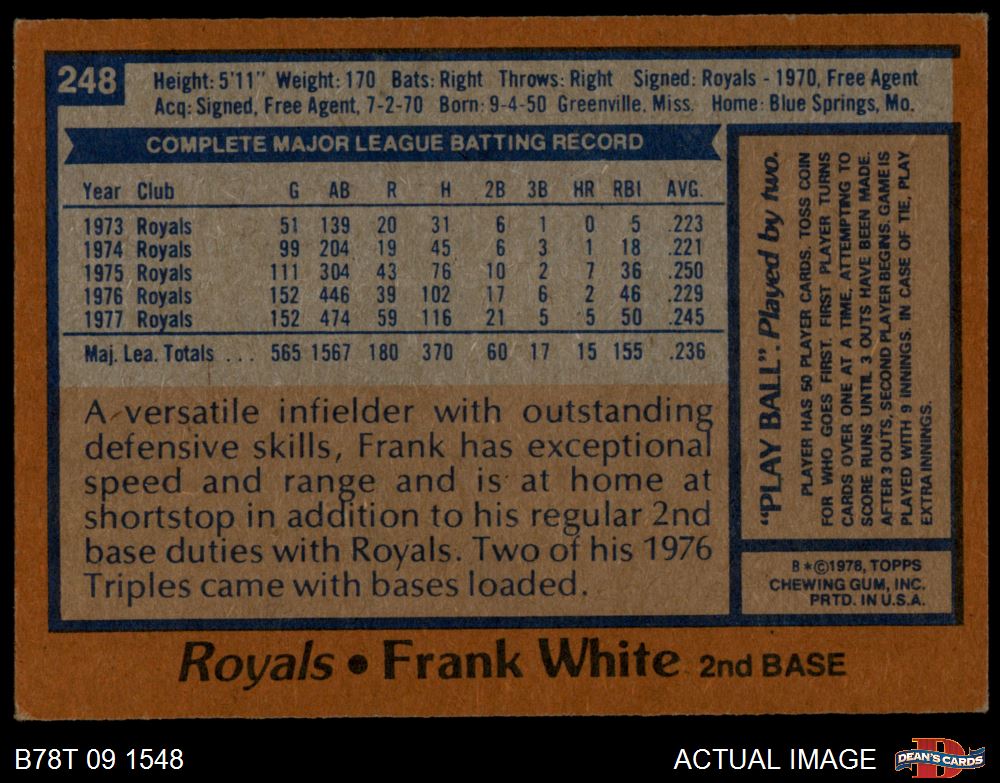 248
Height: 5'11" Weight: 170 Bats: Right Throws: Right Signed: Royals - 1970, Free Agent
Acq: Signed, Free Agent, 7-2-70 Born: 9-4-50 Greenville, Miss. Home: Blue Springs, Mo.
COMPLETE MAJOR LEAGUE BATTING RECORD
Year Club G AB R H 2B 3B HR RBI AVG.
1973 Royals 51 139 20 31 6 1 0 5 .223
1974 Royals 99 204 19 45 6 3 1 18 .221
1975 Royals 111 304 43 76 10 2 7 36 .250
1976 Royals 152 446 39 102 17 6 2 46 .229
1977 Royals 152 474 59 116 21 5 5 50 .245
Maj. Lea. Totals ... 565 1567 180 370 60 17 15 155 .236
A versatile infielder with outstanding
defensive skills, Frank has exceptional
speed and range and is at home at
shortstop in addition to his regular 2nd
base duties with Royals. Two of his 1976
Triples came with bases loaded.
"PLAY BALL". Played by two.
PLAYER HAS 50 PLAYER CARDS. TOSS COIN
FOR WHO GOES FIRST. FIRST PLAYER TURNS
CARDS OVER ONE AT A TIME, ATTEMPTING TO
SCORE RUNS UNTIL 3 OUTS HAVE BEEN MADE.
AFTER 3 OUTS, SECOND PLAYER BEGINS. GAME IS
PLAYED WITH 9 INNINGS. IN CASE OF TIE, PLAY
EXTRA INNINGS.
B*©1978, TOPPS
CHEWING GUM, INC.
PRTD. IN U.S.A.
Royals • Frank White 2nd BASE
B78T 09 1548
ACTUAL IMAGE
D
DEAN'S CARDS